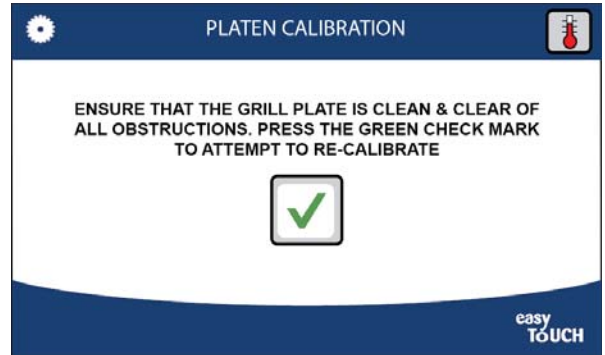 PLATEN CALIBRATION
ENSURE THAT THE GRILL PLATE IS CLEAN & CLEAR OF
ALL OBSTRUCTIONS. PRESS THE GREEN CHECK MARK
TO ATTEMPT TO RE-CALIBRATE
easy
TOUCH